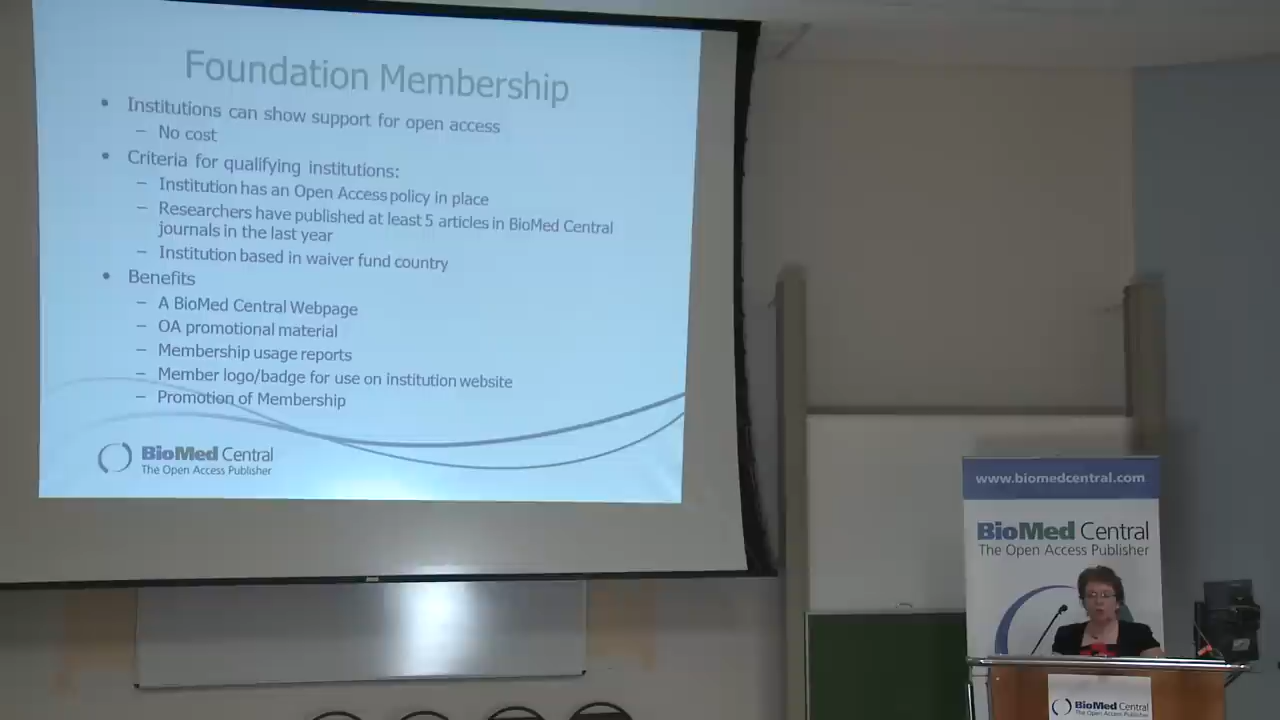 Foundation Membership
• Institutions can show support for open access
– No cost
• Criteria for qualifying institutions:
– Institution has an Open Access policy in place
– Researchers have published at least 5 articles in BioMed Central
journals in the last year
– Institution based in waiver fund country
• Benefits
– A BioMed Central Webpage
– OA promotional material
– Membership usage reports
– Member logo/badge for use on institution website
– Promotion of Membership
BioMed Central
The Open Access Publisher
www.biomedcentral.com
BioMed Central
The Open Access Publisher
BioMed Central
The Open Access Publisher